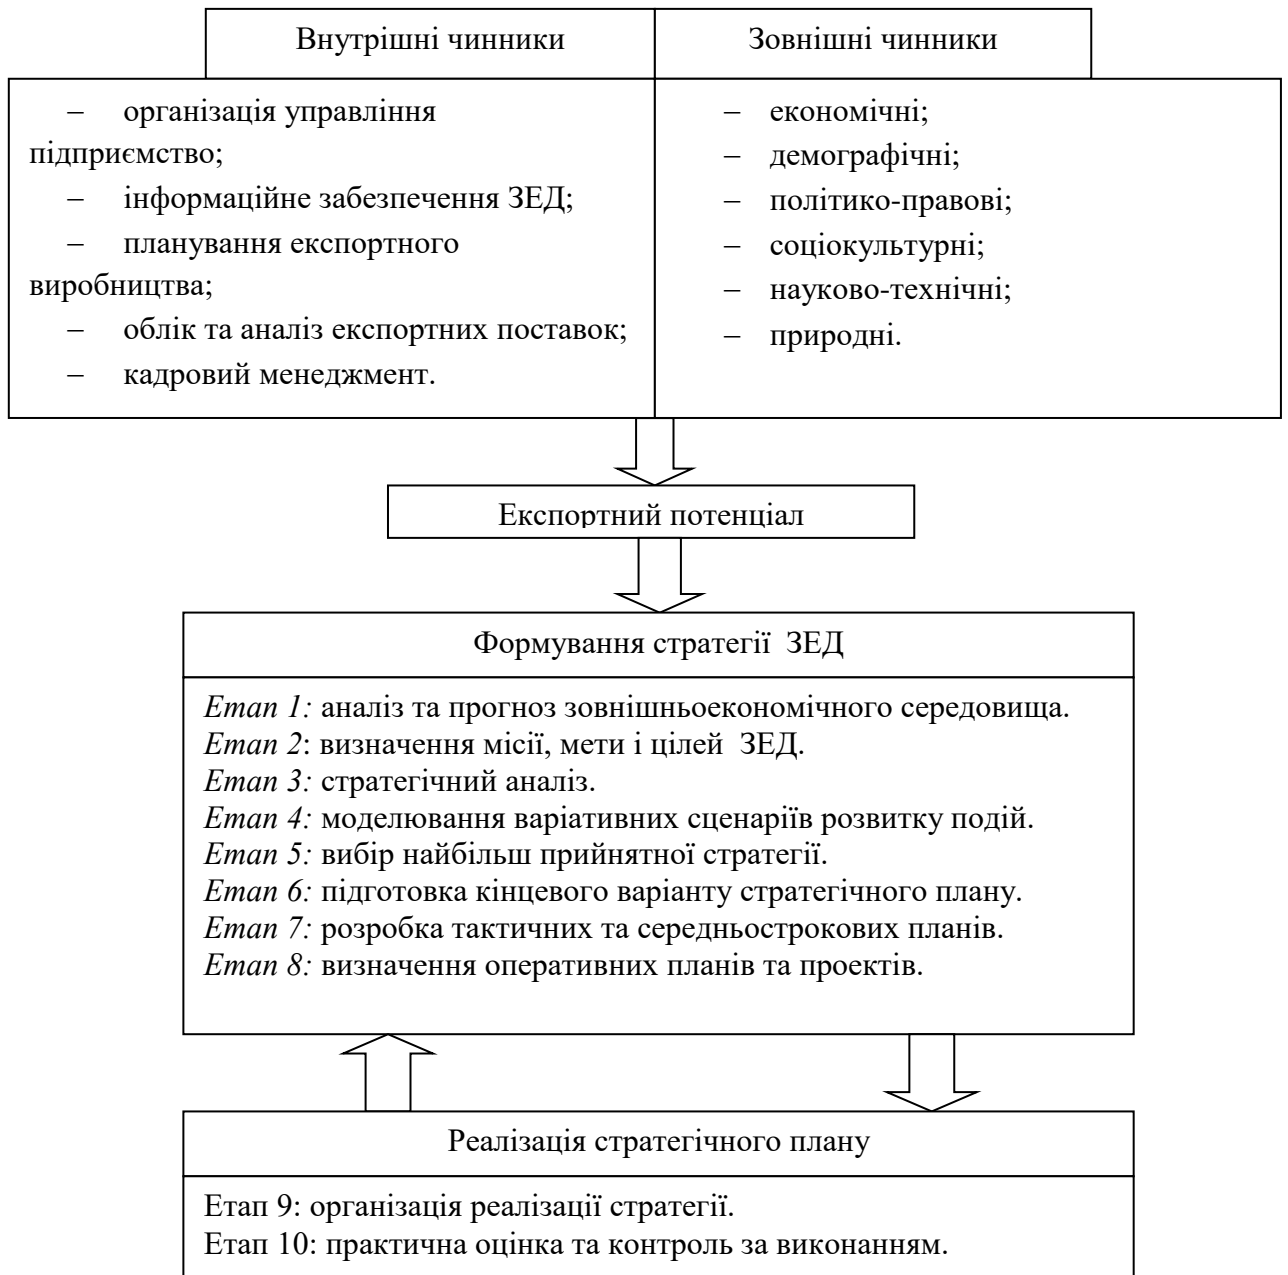 Внутрішні чинники
Зовнішні чинники
– організація управління
підприємство;
– інформаційне забезпечення ЗЕД;
– планування експортного
виробництва;
– облік та аналіз експортних поставок;
– кадровий менеджмент.
– економічні;
– демографічні;
– політико-правові;
– соціокультурні;
– науково-технічні;
– природні.
Експортний потенціал
Формування стратегії ЗЕД
Етап 1: аналіз та прогноз зовнішньоекономічного середовища.
Етап 2: визначення місії, мети і цілей ЗЕД.
Етап 3: стратегічний аналіз.
Етап 4: моделювання варіативних сценаріїв розвитку подій.
Етап 5: вибір найбільш прийнятної стратегії.
Етап 6: підготовка кінцевого варіанту стратегічного плану.
Етап 7: розробка тактичних та середньострокових планів.
Етап 8: визначення оперативних планів та проектів.
Реалізація стратегічного плану
Етап 9: організація реалізації стратегії.
Етап 10: практична оцінка та контроль за виконанням.